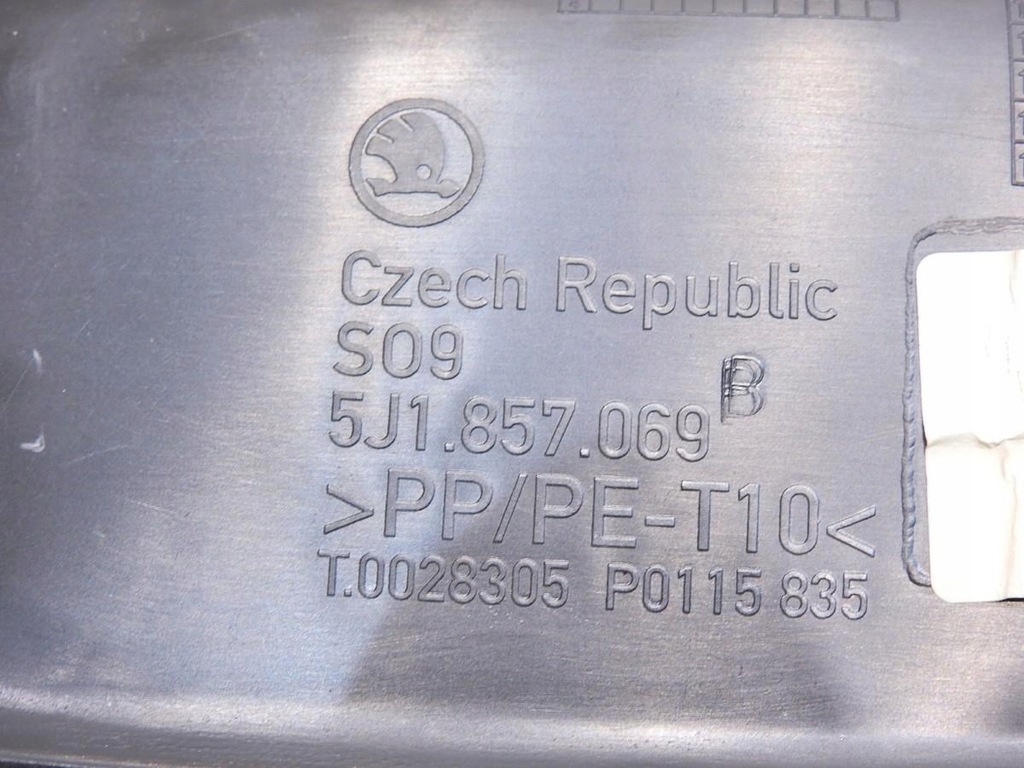 Czech Republic
S09
5J1.857.069 B
>PP/PE-T10<
T.0028305 P0115 835